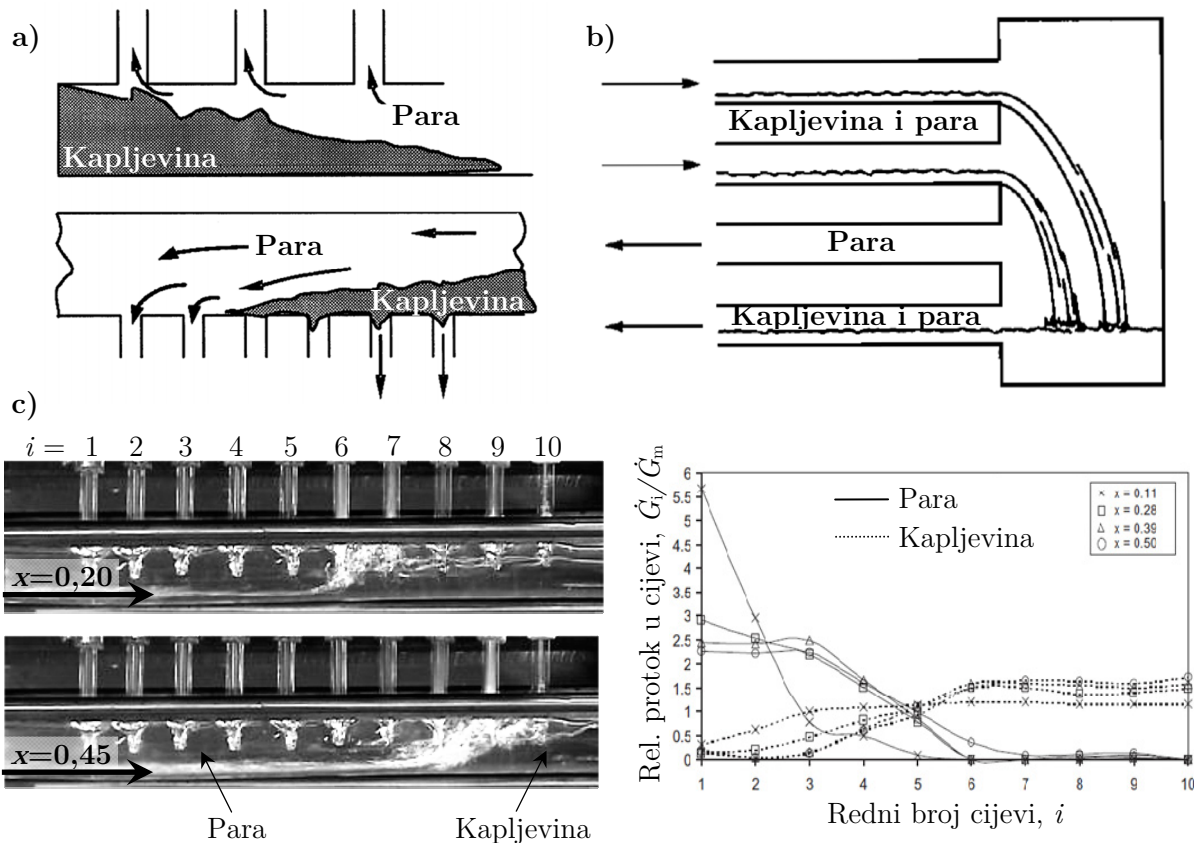 a)
Para
Kapljevina
Para
Kapljevina
b)
Kapljevina i para
Para
Kapljevina i para
c)
i = 1 2 3 4 5 6 7 8 9 10
x=0,20
x=0,45
Para
Kapljevina
Rel. protok u cijevi, Ġᵢ/Ġₘ
6
5.5
5
4.5
4
3.5
3
2.5
2
1.5
1
0.5
0
Para
Kapljevina
x = 0.11
x = 0.28
x = 0.39
x = 0.50
1 2 3 4 5 6 7 8 9 10
Redni broj cijevi, i